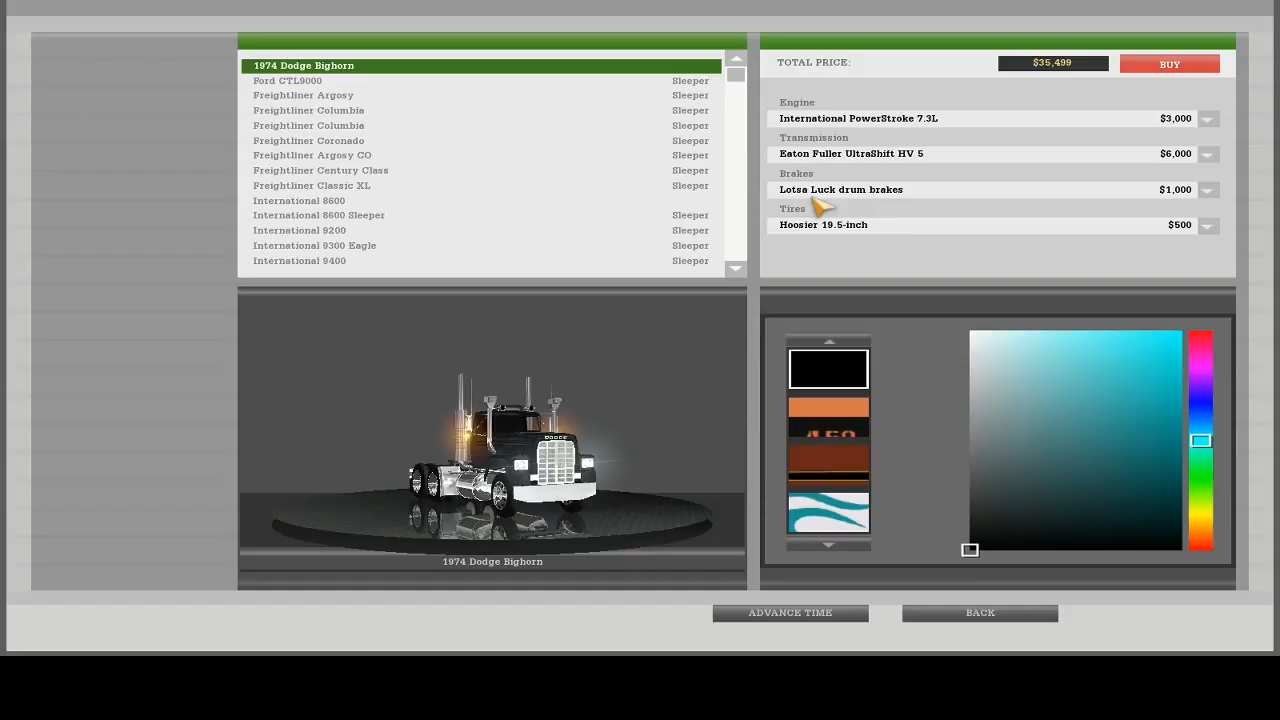 1974 Dodge Bighorn
Ford CTL9000 Sleeper
Freightliner Argosy Sleeper
Freightliner Columbia Sleeper
Freightliner Columbia Sleeper
Freightliner Coronado Sleeper
Freightliner Argosy CO Sleeper
Freightliner Century Class Sleeper
Freightliner Classic XL Sleeper
International 8600
International 8600 Sleeper Sleeper
International 9200 Sleeper
International 9300 Eagle Sleeper
International 9400 Sleeper
TOTAL PRICE: $35,499 BUY
Engine
International PowerStroke 7.3L $3,000
Transmission
Eaton Fuller UltraShift HV 5 $6,000
Brakes
Lotsa Luck drum brakes $1,000
Tires
Hoosier 19.5-inch $500
DODGE
1974 Dodge Bighorn
ADVANCE TIME BACK